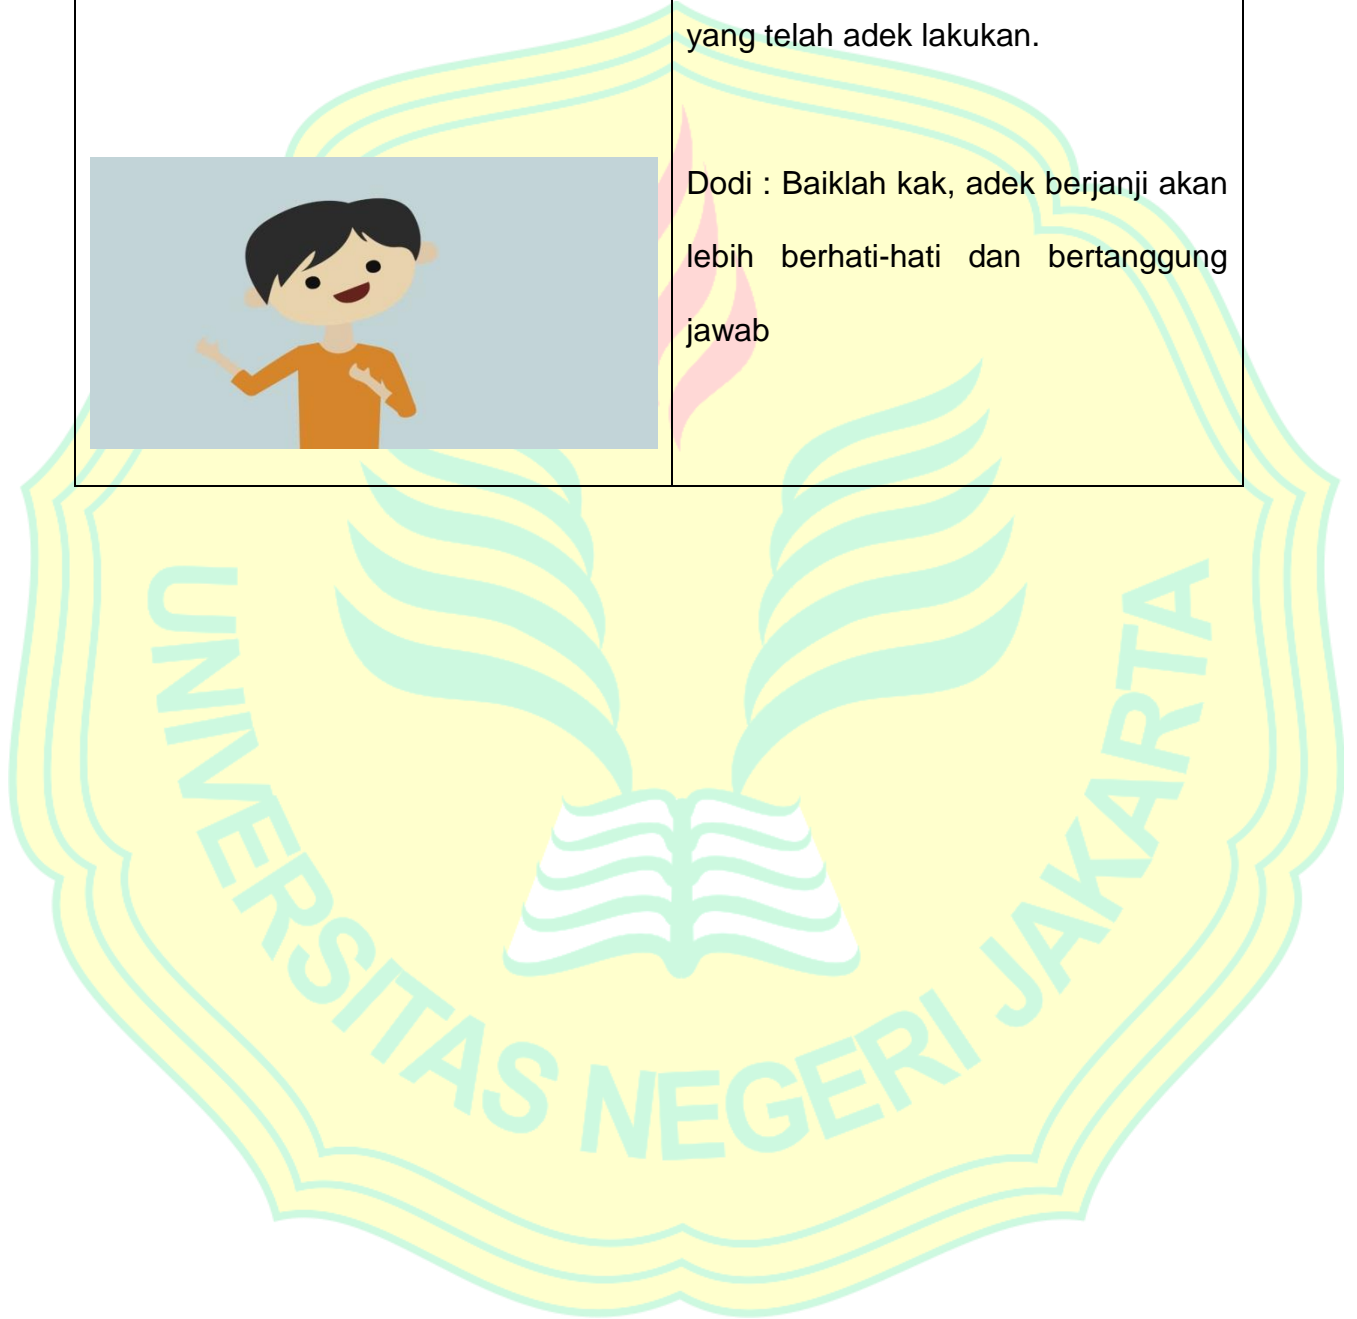 yang telah adek lakukan.
Dodi : Baiklah kak, adek berjanji akan
lebih berhati-hati dan bertanggung
jawab
UNIVERSITAS NEGERI JAKARTA